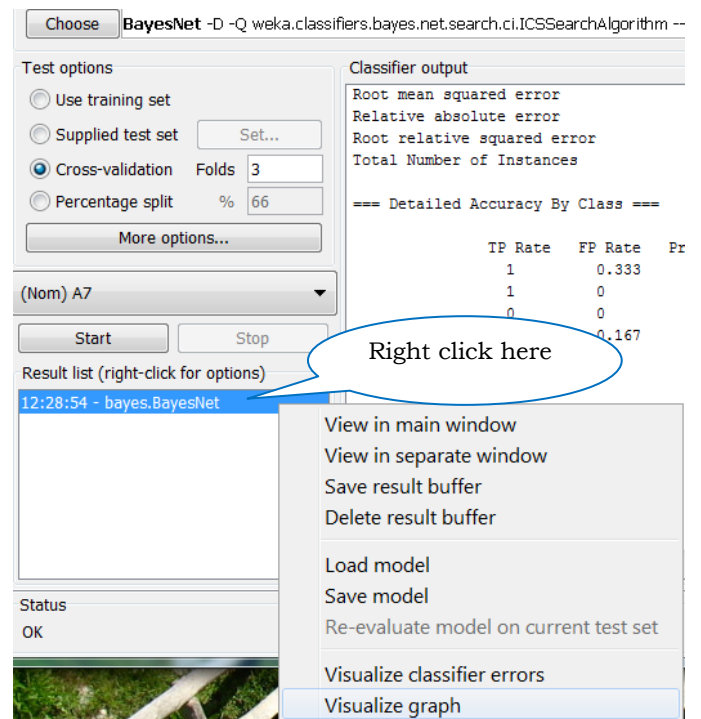 Choose BayesNet -D -Q weka.classifiers.bayes.net.search.ci.ICSSearchAlgorithm --
Test options
Use training set
Supplied test set Set...
Cross-validation Folds 3
Percentage split % 66
More options...
(Nom) A7
Start Stop
Result list (right-click for options)
12:28:54 - bayes.BayesNet
Classifier output
Root mean squared error
Relative absolute error
Root relative squared error
Total Number of Instances
=== Detailed Accuracy By Class ===
TP Rate FP Rate Pr
1 0.333
1 0
0 0
0.167
Right click here
View in main window
View in separate window
Save result buffer
Delete result buffer
Load model
Save model
Re-evaluate model on current test set
Visualize classifier errors
Visualize graph
Status
OK